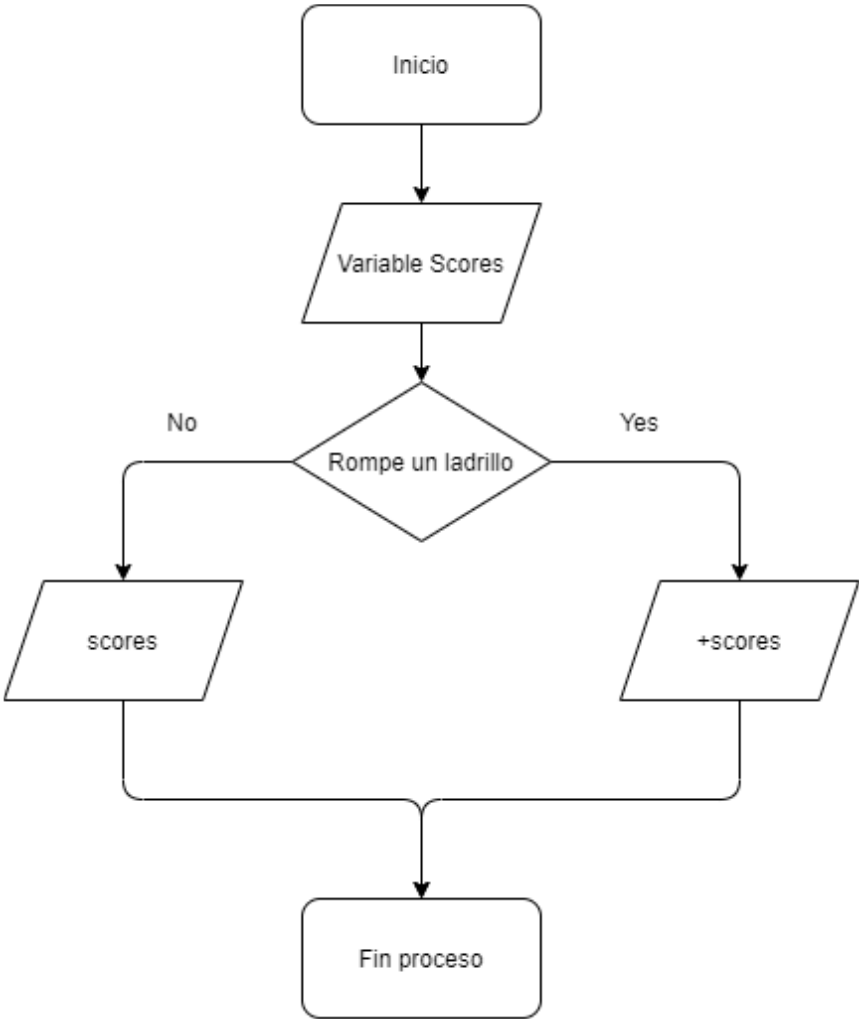 Inicio
Variable Scores
No
Yes
Rompe un ladrillo
scores
+scores
Fin proceso